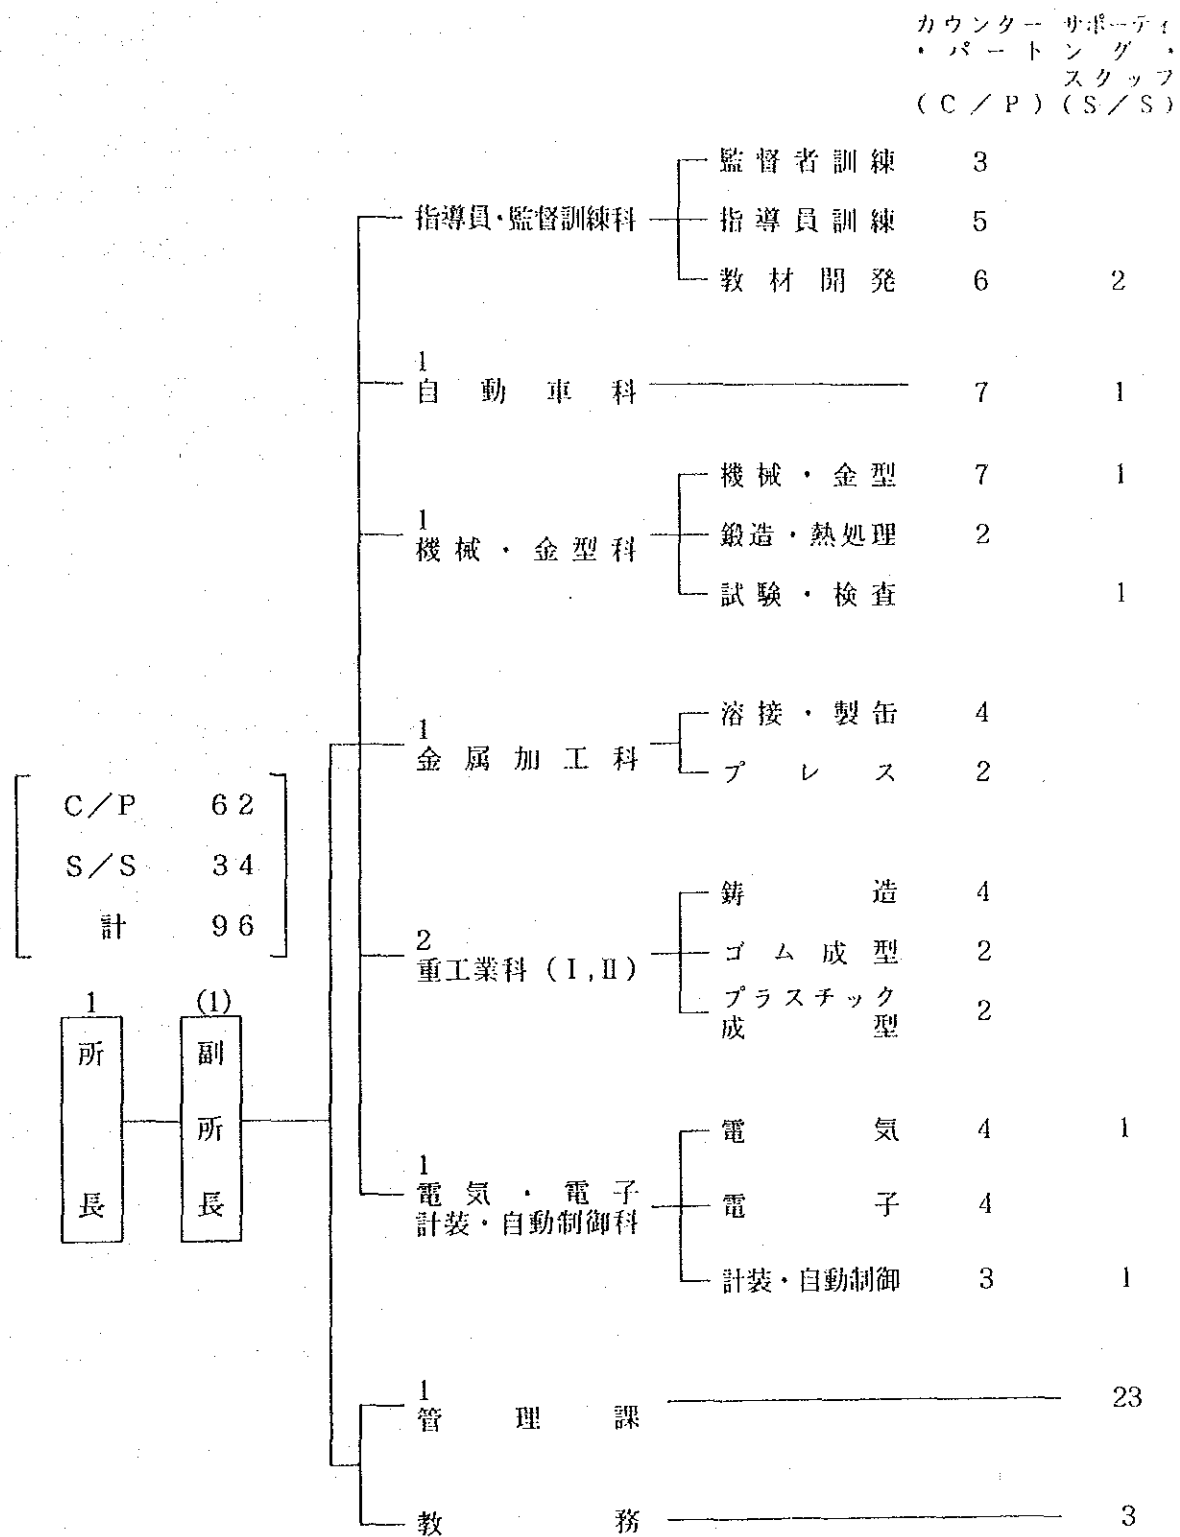 カウンター サポーティ
・パート ング・
スタッフ
(C／P) (S／S)
監督者訓練 3
指導員・監督訓練科 指導員訓練 5
教材開発 6 2
1
自動車科 7 1
機械・金型 7 1
1
機械・金型科 鍛造・熱処理 2
試験・検査 1
溶接・製缶 4
1
金属加工科
プレス 2
C／P 62
S／S 34
計 96
鋳造 4
2
重工業科(Ⅰ,Ⅱ) ゴム成型 2
プラスチック
成型 2
1 (1)
所長 副所長
電気 4 1
1
電気・電子
計装・自動制御科 電子 4
計装・自動制御 3 1
1
管理課 23
教務 3